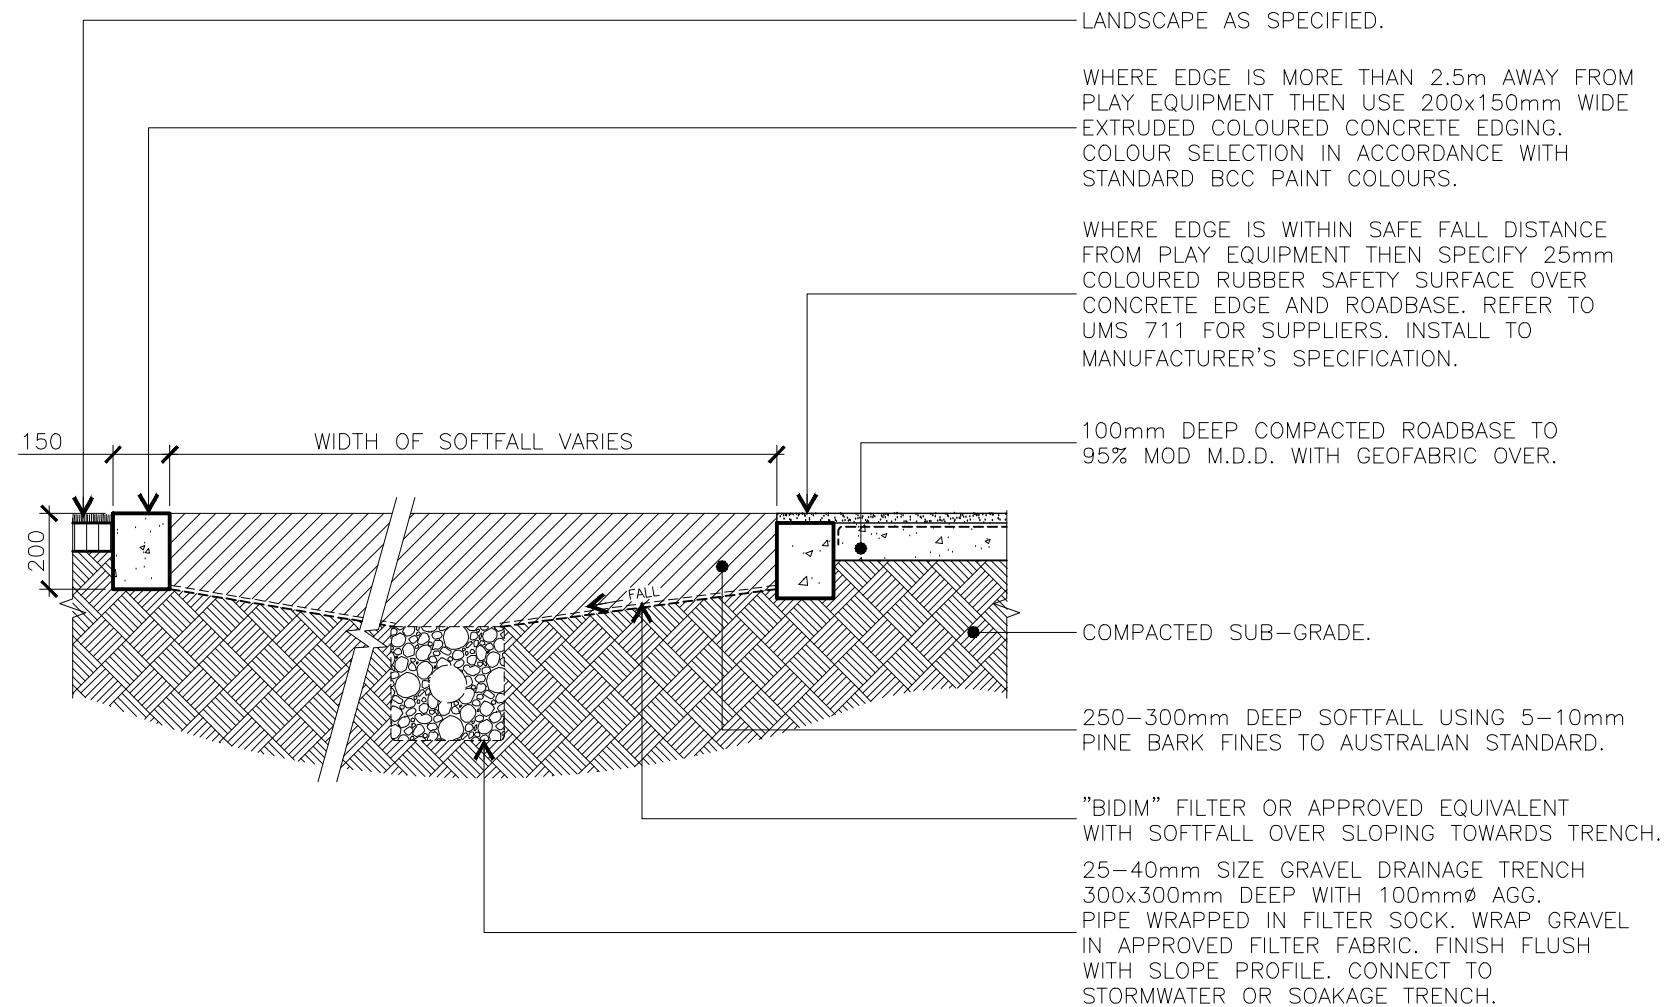 LANDSCAPE AS SPECIFIED.
WHERE EDGE IS MORE THAN 2.5m AWAY FROM
PLAY EQUIPMENT THEN USE 200x150mm WIDE
EXTRUDED COLOURED CONCRETE EDGING.
COLOUR SELECTION IN ACCORDANCE WITH
STANDARD BCC PAINT COLOURS.
WHERE EDGE IS WITHIN SAFE FALL DISTANCE
FROM PLAY EQUIPMENT THEN SPECIFY 25mm
COLOURED RUBBER SAFETY SURFACE OVER
CONCRETE EDGE AND ROADBASE. REFER TO
UMS 711 FOR SUPPLIERS. INSTALL TO
MANUFACTURER'S SPECIFICATION.
150
WIDTH OF SOFTFALL VARIES
100mm DEEP COMPACTED ROADBASE TO
95% MOD M.D.D. WITH GEOFABRIC OVER.
200
FALL
COMPACTED SUB-GRADE.
250-300mm DEEP SOFTFALL USING 5-10mm
PINE BARK FINES TO AUSTRALIAN STANDARD.
"BIDIM" FILTER OR APPROVED EQUIVALENT
WITH SOFTFALL OVER SLOPING TOWARDS TRENCH.
25-40mm SIZE GRAVEL DRAINAGE TRENCH
300x300mm DEEP WITH 100mmø AGG.
PIPE WRAPPED IN FILTER SOCK. WRAP GRAVEL
IN APPROVED FILTER FABRIC. FINISH FLUSH
WITH SLOPE PROFILE. CONNECT TO
STORMWATER OR SOAKAGE TRENCH.